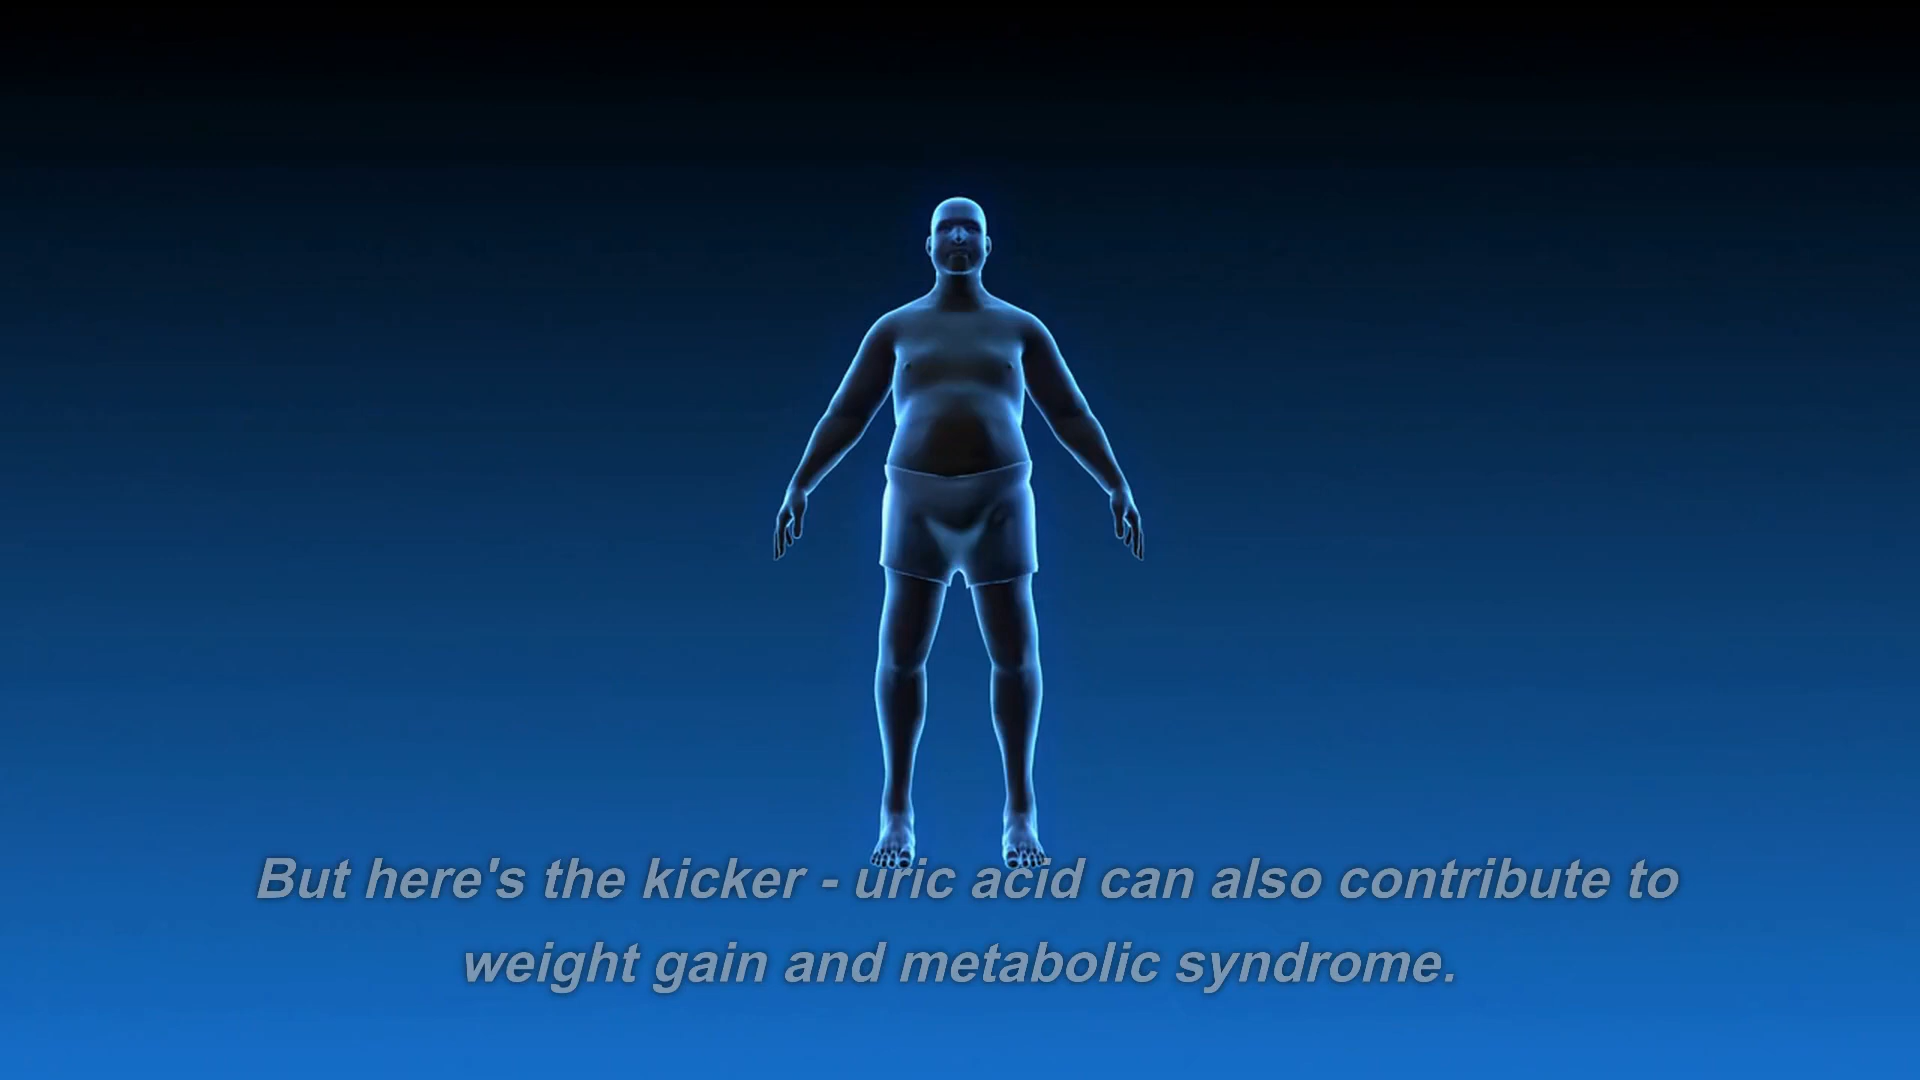 But here's the kicker - uric acid can also contribute to
weight gain and metabolic syndrome.